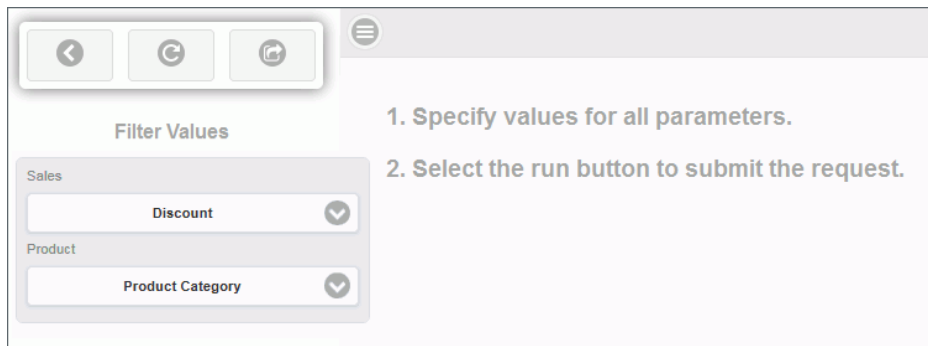 Filter Values
Sales
Discount
Product
Product Category
1. Specify values for all parameters.
2. Select the run button to submit the request.